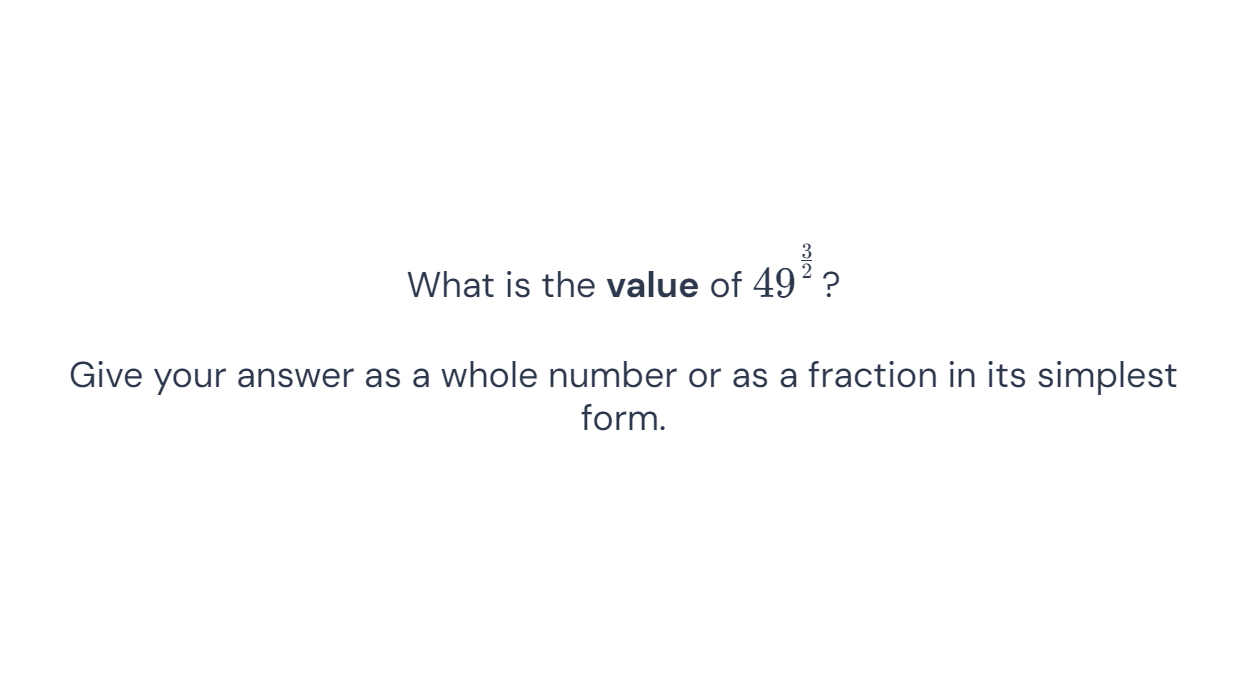 What is the value of $49^{\frac{3}{2}}$ ?
Give your answer as a whole number or as a fraction in its simplest
form.